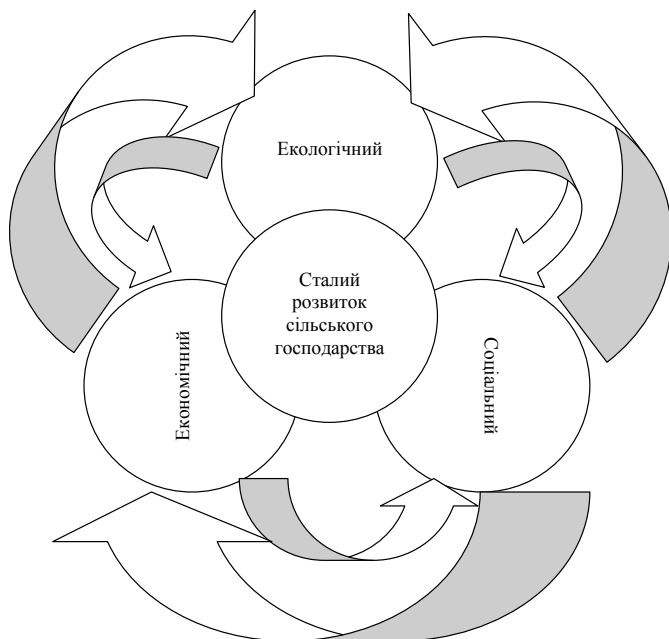 Екологічний
Сталий
розвиток
сільського
господарства
Економічний
Соціальний